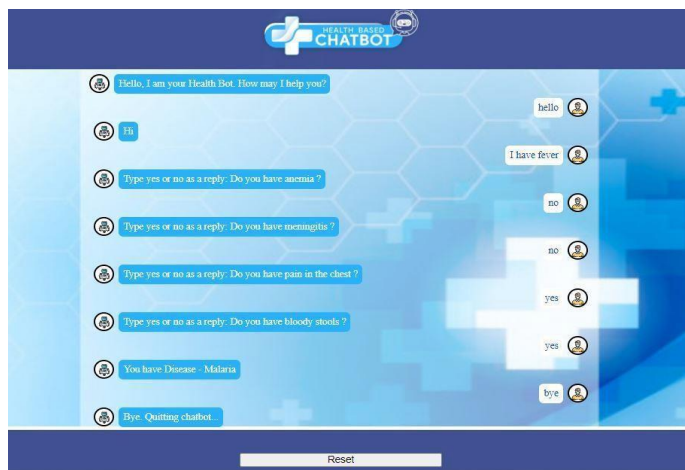 HEALTH BASED
CHATBOT
Hello, I am your Health Bot. How may I help you?
hello
Hi
I have fever
Type yes or no as a reply: Do you have anemia ?
no
Type yes or no as a reply: Do you have meningitis ?
no
Type yes or no as a reply: Do you have pain in the chest ?
yes
Type yes or no as a reply: Do you have bloody stools ?
yes
You have Disease - Malaria
bye
Bye. Quitting chatbot...
Reset